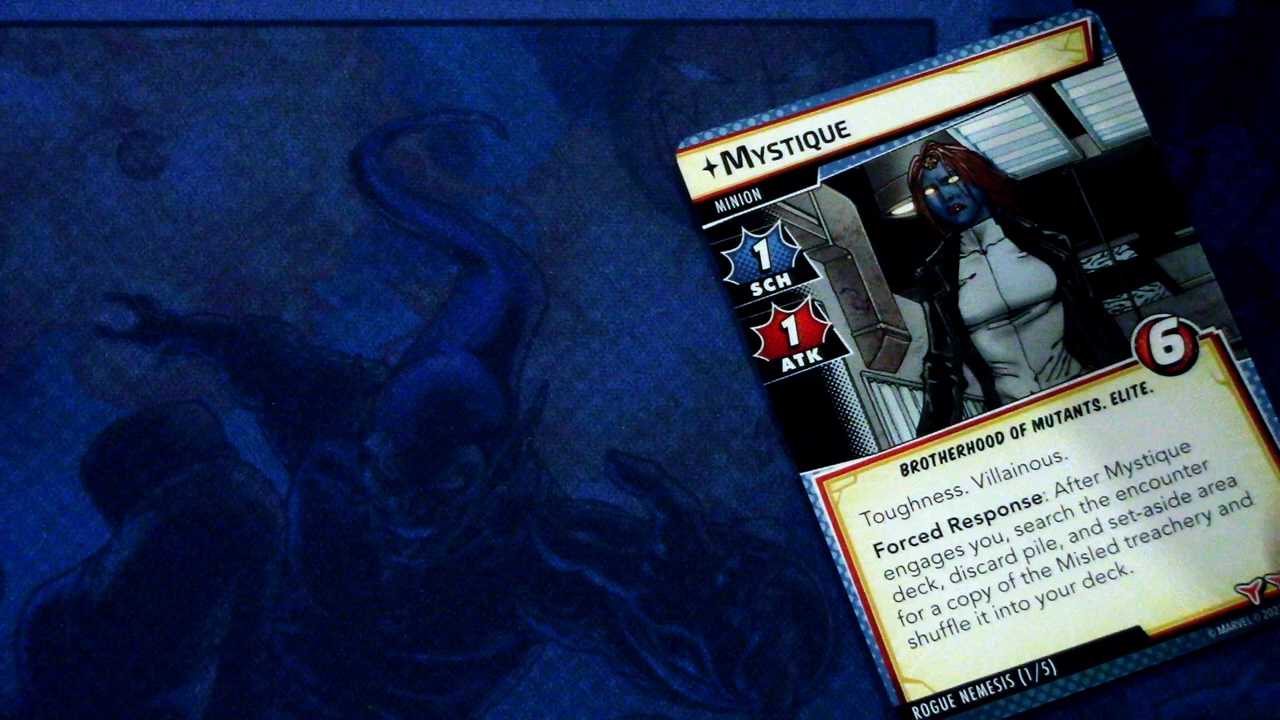 MYSTIQUE
MINION
1
SCH
1
ATK
6
BROTHERHOOD OF MUTANTS. ELITE.
Toughness. Villainous.
Forced Response: After Mystique
engages you, search the encounter
deck, discard pile, and set-aside area
for a copy of the Misled treachery and
shuffle it into your deck.
© MARVEL ©
ROGUE NEMESIS (1/5)